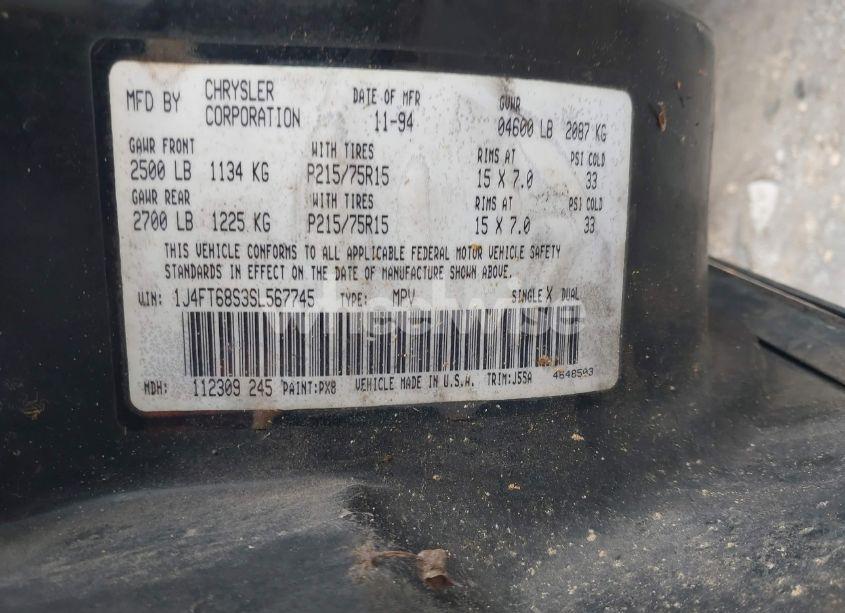 MFD BY CHRYSLER CORPORATION DATE OF MFR 11-94 GVWR 04600 LB 2087 KG
GAWR FRONT WITH TIRES RIMS AT PSI COLD
2500 LB 1134 KG P215/75R15 15 X 7.0 33
GAWR REAR WITH TIRES RIMS AT PSI COLD
2700 LB 1225 KG P215/75R15 15 X 7.0 33
THIS VEHICLE CONFORMS TO ALL APPLICABLE FEDERAL MOTOR VEHICLE SAFETY
STANDARDS IN EFFECT ON THE DATE OF MANUFACTURE SHOWN ABOVE.
VIN: 1J4FT68S3SL567745 TYPE: MPV SINGLE X DUAL
wheelwise
MDH: 112309 245 PAINT:PX8 VEHICLE MADE IN U.S.A. TRIM:J5SA 4648503